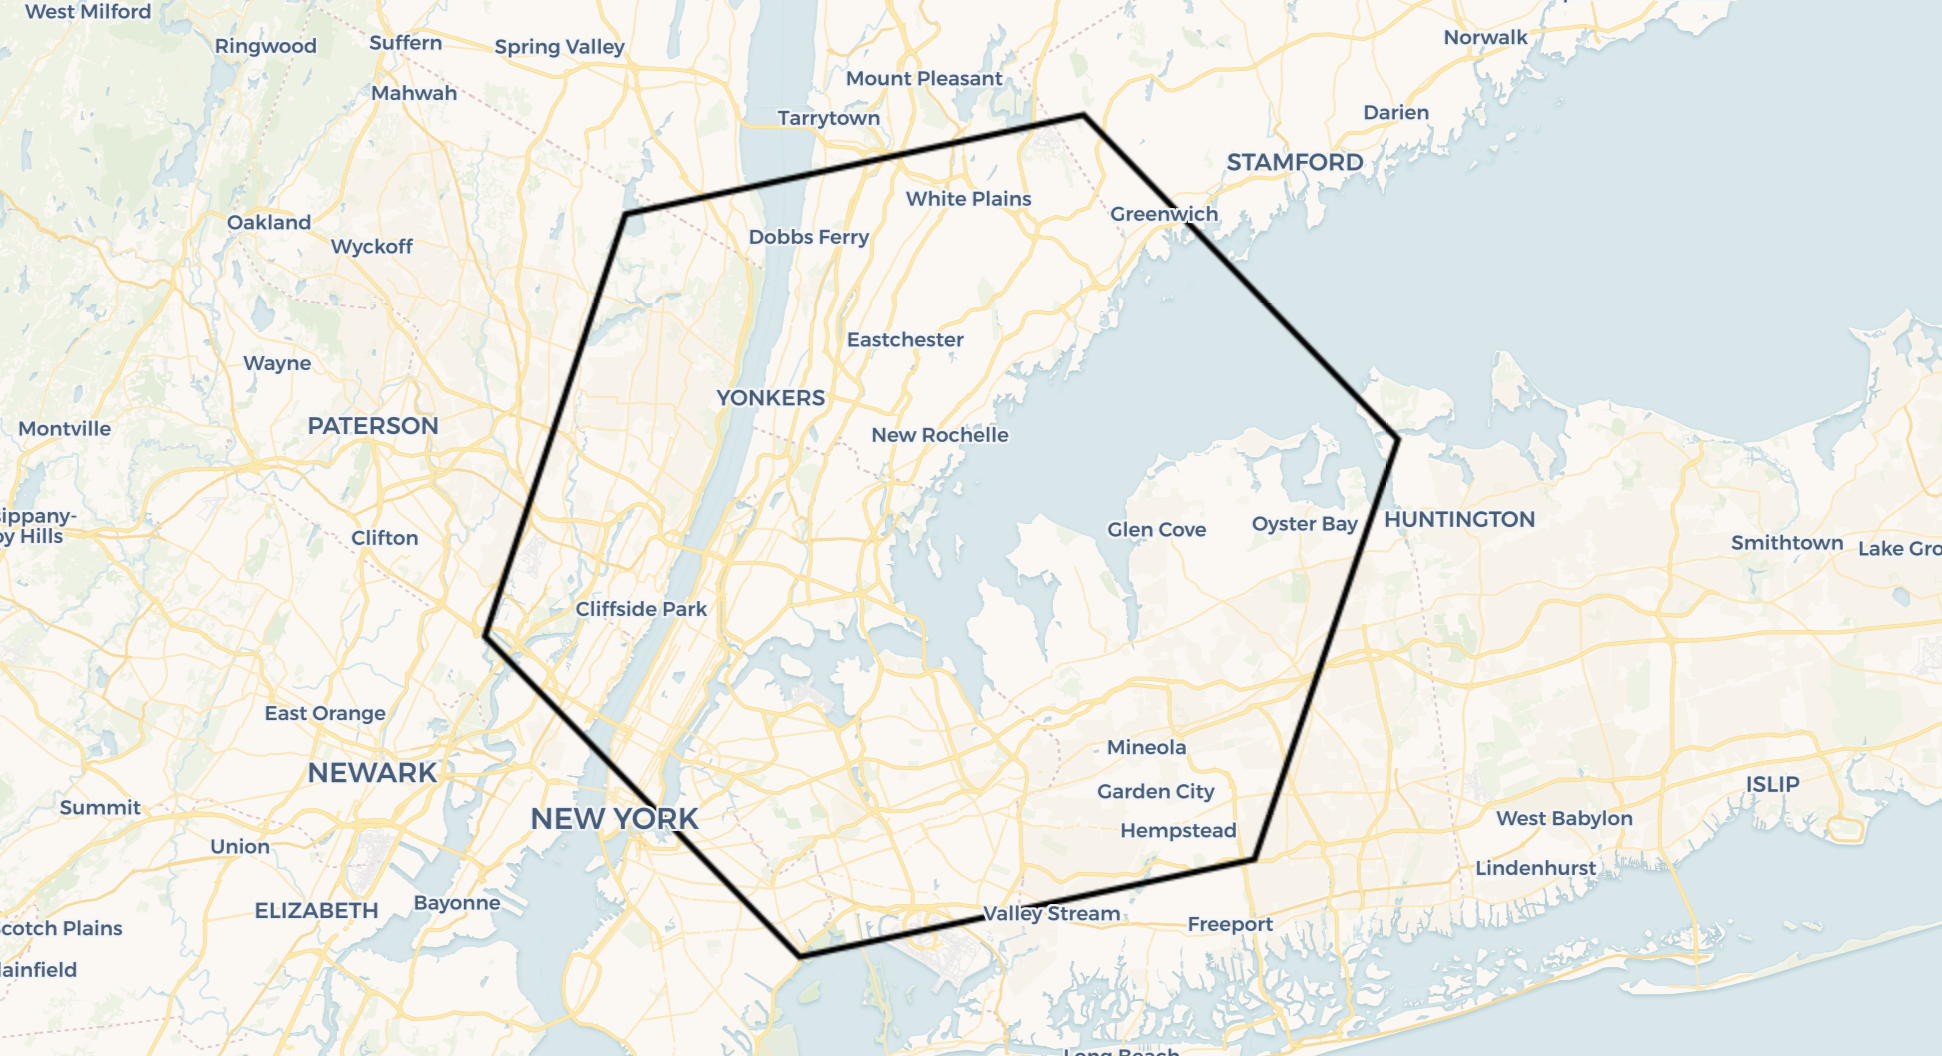 West Milford
Ringwood
Suffern
Spring Valley
Norwalk
Mahwah
Mount Pleasant
Tarrytown
Darien
STAMFORD
White Plains
Greenwich
Oakland
Wyckoff
Dobbs Ferry
Eastchester
Wayne
YONKERS
PATERSON
Montville
New Rochelle
ippany-
y Hills
Clifton
Glen Cove
Oyster Bay
HUNTINGTON
Smithtown
Lake Gro
Cliffside Park
East Orange
Mineola
NEWARK
Garden City
ISLIP
Summit
NEW YORK
Hempstead
West Babylon
Union
Lindenhurst
ELIZABETH
Bayonne
Valley Stream
Freeport
cotch Plains
lainfield
Long Beach